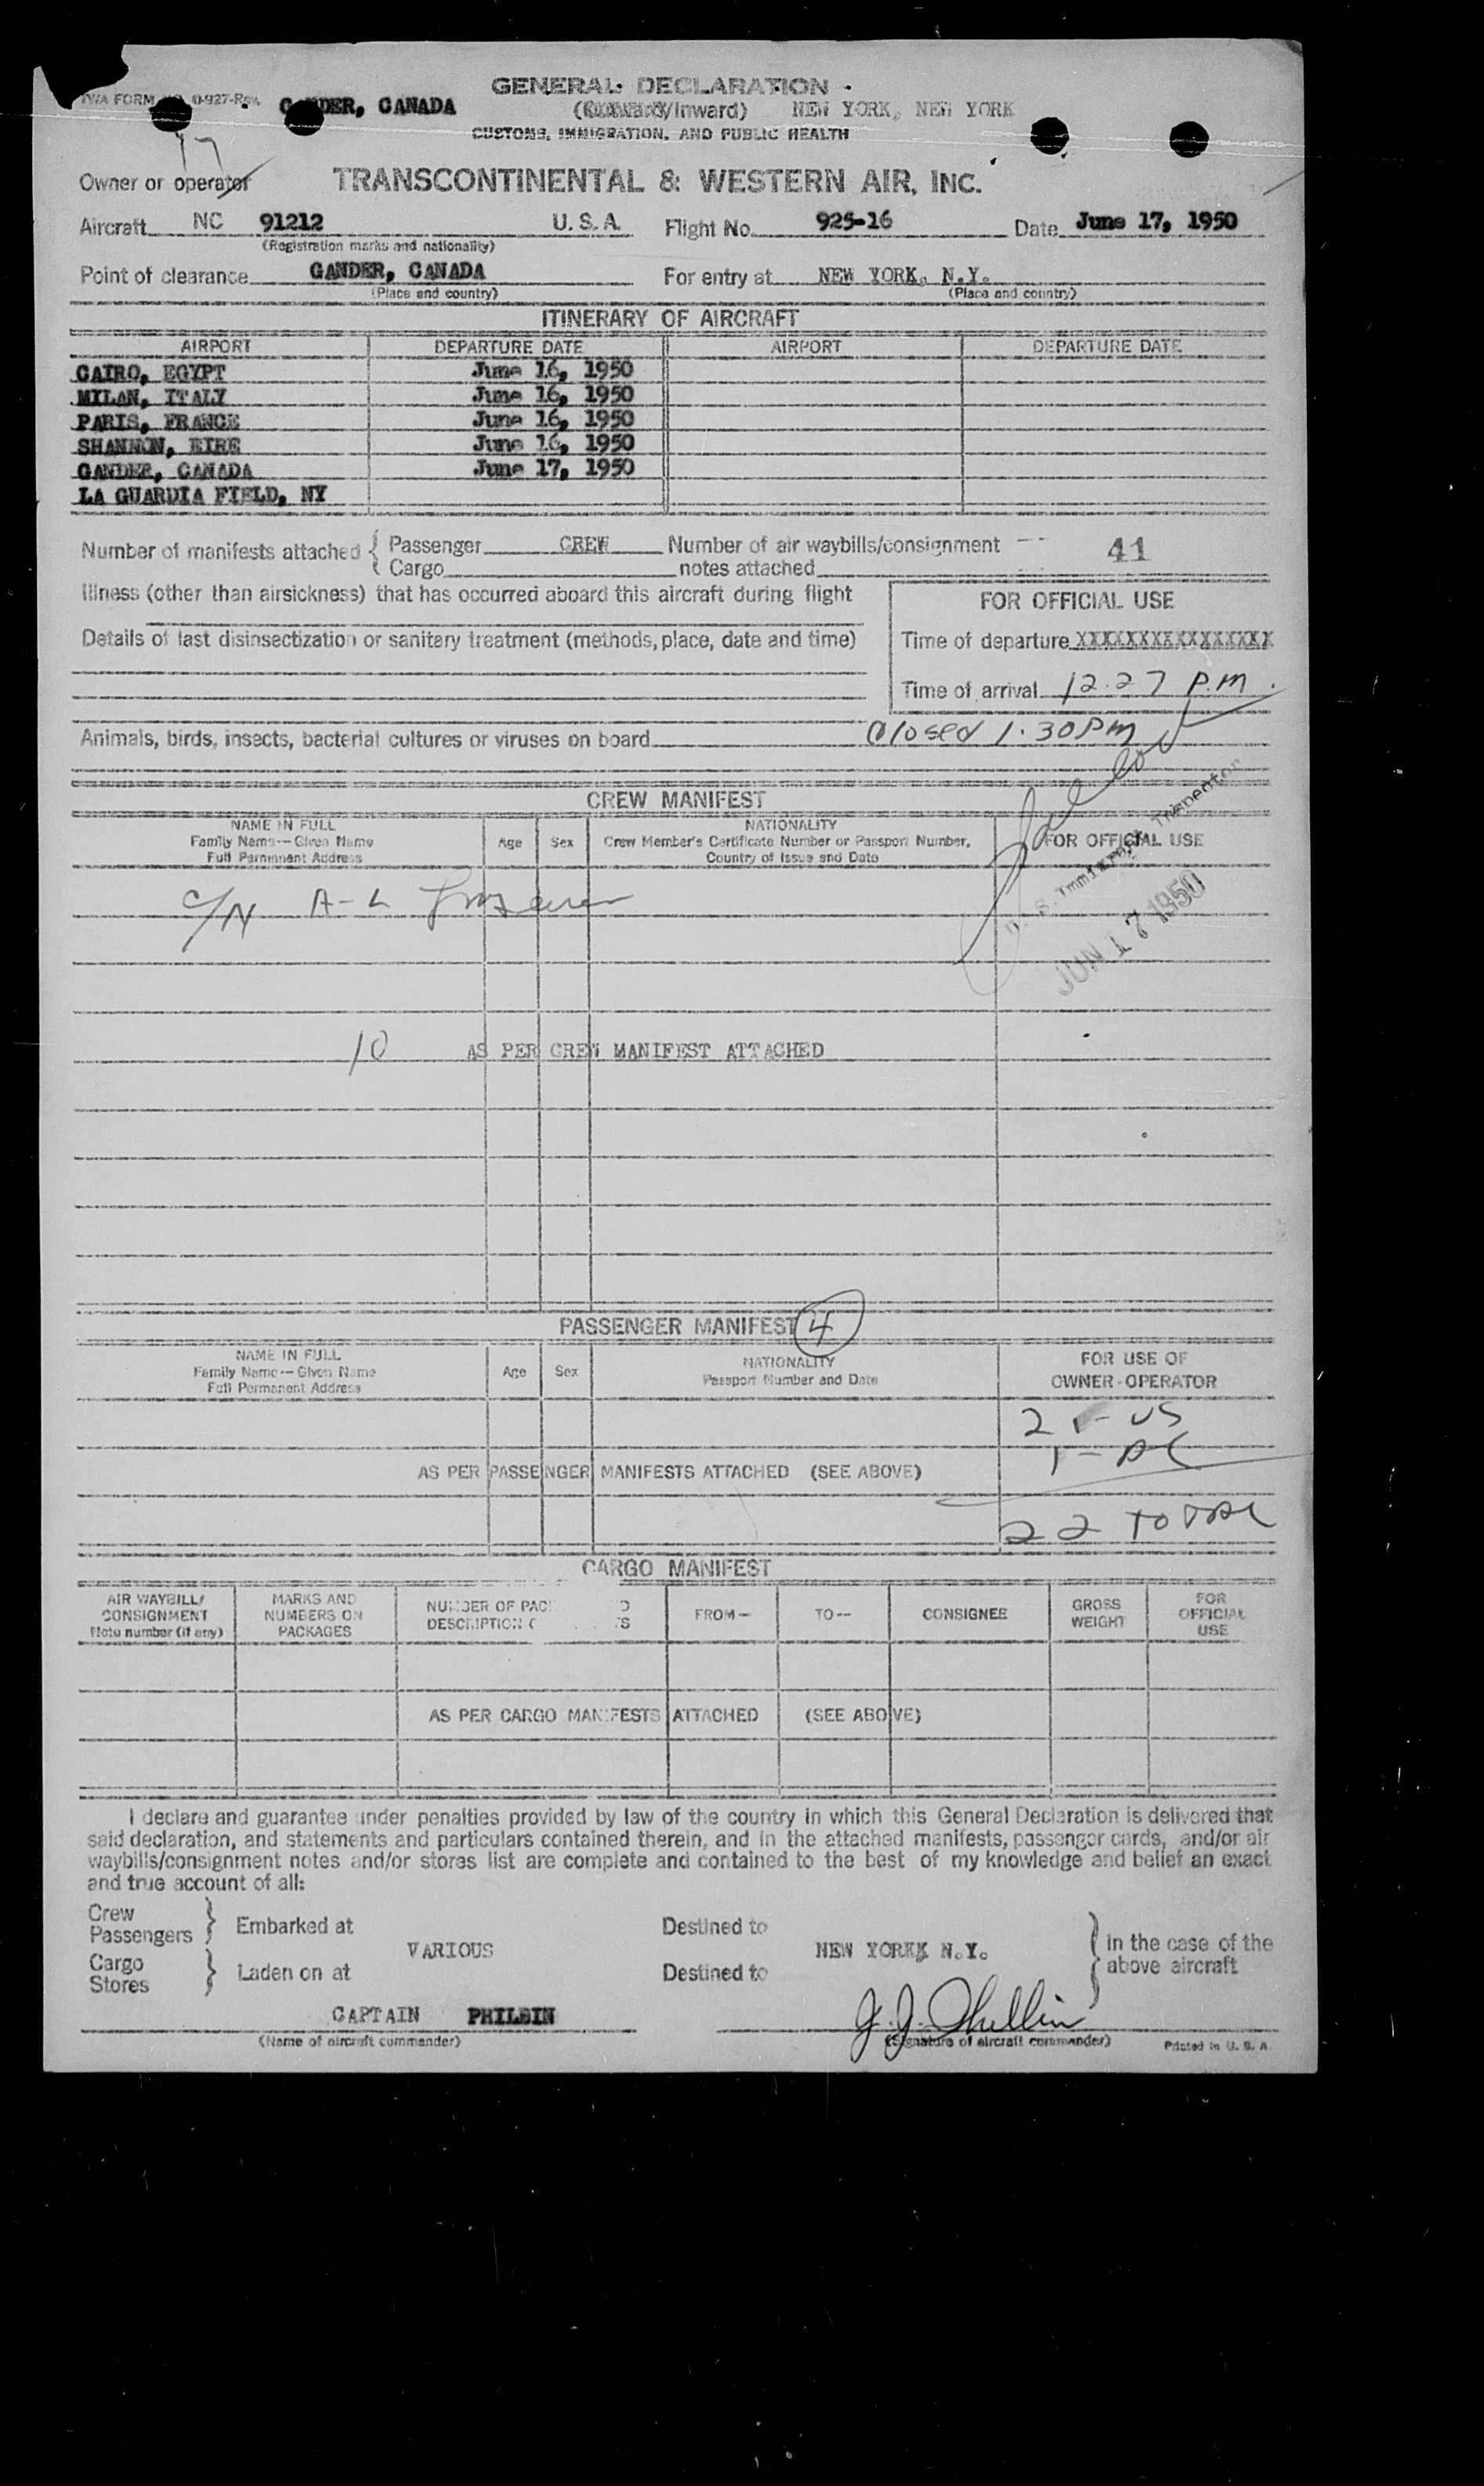 GENERAL DECLARATION
TWA FORM 0-927-Rev. GANDER, CANADA (Outward/Inward) NEW YORK, NEW YORK
CUSTOMS, IMMIGRATION, AND PUBLIC HEALTH
17
Owner or operator TRANSCONTINENTAL & WESTERN AIR, INC.
Aircraft NC 91212 U. S. A. Flight No. 925-16 Date June 17, 1950
(Registration marks and nationality)
Point of clearance GANDER, CANADA For entry at NEW YORK, N.Y.
(Place and country) (Place and country)
ITINERARY OF AIRCRAFT
AIRPORT DEPARTURE DATE AIRPORT DEPARTURE DATE
CAIRO, EGYPT June 16, 1950
MILAN, ITALY June 16, 1950
PARIS, FRANCE June 16, 1950
SHANNON, EIRE June 16, 1950
GANDER, CANADA June 17, 1950
LA GUARDIA FIELD, NY
Number of manifests attached { Passenger CREW Number of air waybills/consignment -- 41
Cargo notes attached
Illness (other than airsickness) that has occurred aboard this aircraft during flight
FOR OFFICIAL USE
Details of last disinsectization or sanitary treatment (methods, place, date and time)
Time of departure XXXXXXXXXXXXXXXX
Time of arrival 12.27 P.m.
closed 1.30 pm
Animals, birds, insects, bacterial cultures or viruses on board
CREW MANIFEST
NAME IN FULL
Family Name--Given Name
Full Permanent Address
Age Sex
NATIONALITY
Crew Member's Certificate Number or Passport Number,
Country of Issue and Date
FOR OFFICIAL USE
U. S. Immigrant Inspector
JUN 17 1950
C/N A-L
10 AS PER CREW MANIFEST ATTACHED
PASSENGER MANIFEST 4
NAME IN FULL
Family Name--Given Name
Full Permanent Address
Age Sex
NATIONALITY
Passport Number and Date
FOR USE OF
OWNER-OPERATOR
21-US
1-AC
AS PER PASSENGER MANIFESTS ATTACHED (SEE ABOVE)
22 TOTAL
CARGO MANIFEST
AIR WAYBILL/
CONSIGNMENT
Note number (if any)
MARKS AND
NUMBERS ON
PACKAGES
NUMBER OF
DESCRIPTION
FROM-- TO-- CONSIGNEE
GROSS
WEIGHT
FOR
OFFICIAL
USE
AS PER CARGO MANIFESTS ATTACHED (SEE ABOVE)
I declare and guarantee under penalties provided by law of the country in which this General Declaration is delivered that
said declaration, and statements and particulars contained therein, and in the attached manifests, passenger cards, and/or air
waybills/consignment notes and/or stores list are complete and contained to the best of my knowledge and belief an exact
and true account of all:
Crew
Passengers } Embarked at Destined to
VARIOUS NEW YORKK N.Y. } in the case of the
above aircraft
Cargo
Stores } Laden on at Destined to
CAPTAIN PHILBIN J. J. Philbin
(Name of aircraft commander) (Signature of aircraft commander) Printed in U. S. A.